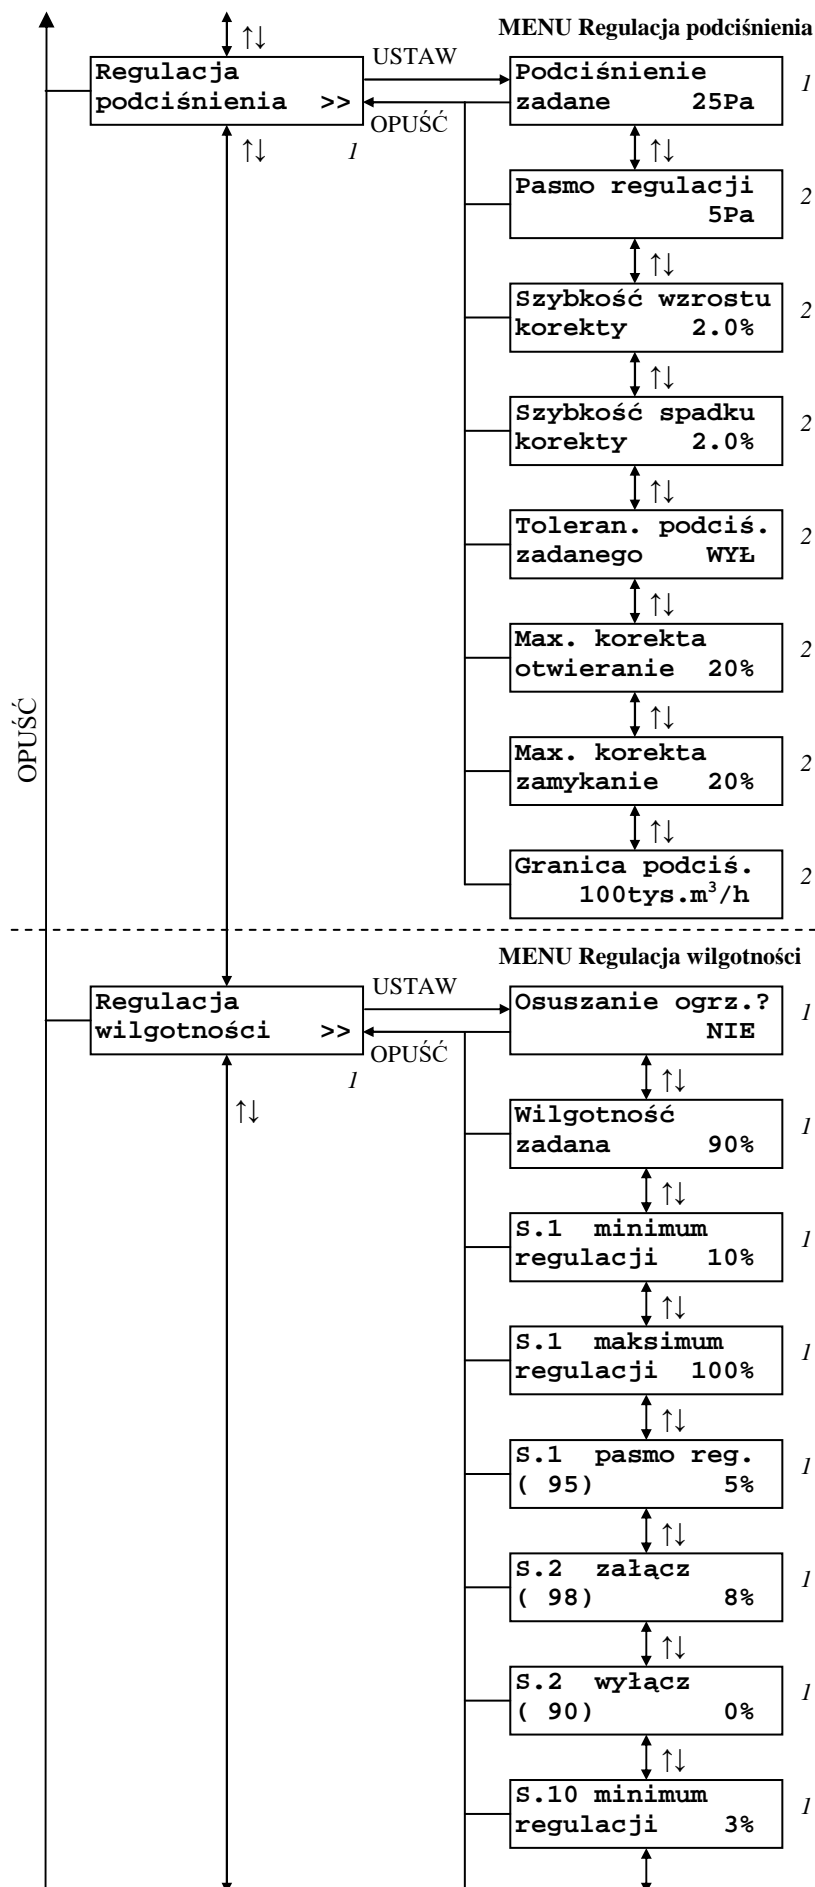 MENU Regulacja podciśnienia
↑↓
USTAW
Regulacja
podciśnienia >>
OPUŚĆ
1
↑↓
Podciśnienie
zadane 25Pa
1
↑↓
Pasmo regulacji
5Pa
2
↑↓
Szybkość wzrostu
korekty 2.0%
2
↑↓
Szybkość spadku
korekty 2.0%
2
↑↓
Toleran. podciś.
zadanego WYŁ
2
↑↓
Max. korekta
otwieranie 20%
2
↑↓
Max. korekta
zamykanie 20%
2
↑↓
Granica podciś.
100tys.m³/h
2
OPUŚĆ
MENU Regulacja wilgotności
USTAW
Regulacja
wilgotności >>
OPUŚĆ
1
↑↓
Osuszanie ogrz.?
NIE
1
↑↓
Wilgotność
zadana 90%
1
↑↓
S.1 minimum
regulacji 10%
1
↑↓
S.1 maksimum
regulacji 100%
1
↑↓
S.1 pasmo reg.
( 95) 5%
1
↑↓
S.2 załącz
( 98) 8%
1
↑↓
S.2 wyłącz
( 90) 0%
1
↑↓
S.10 minimum
regulacji 3%
1